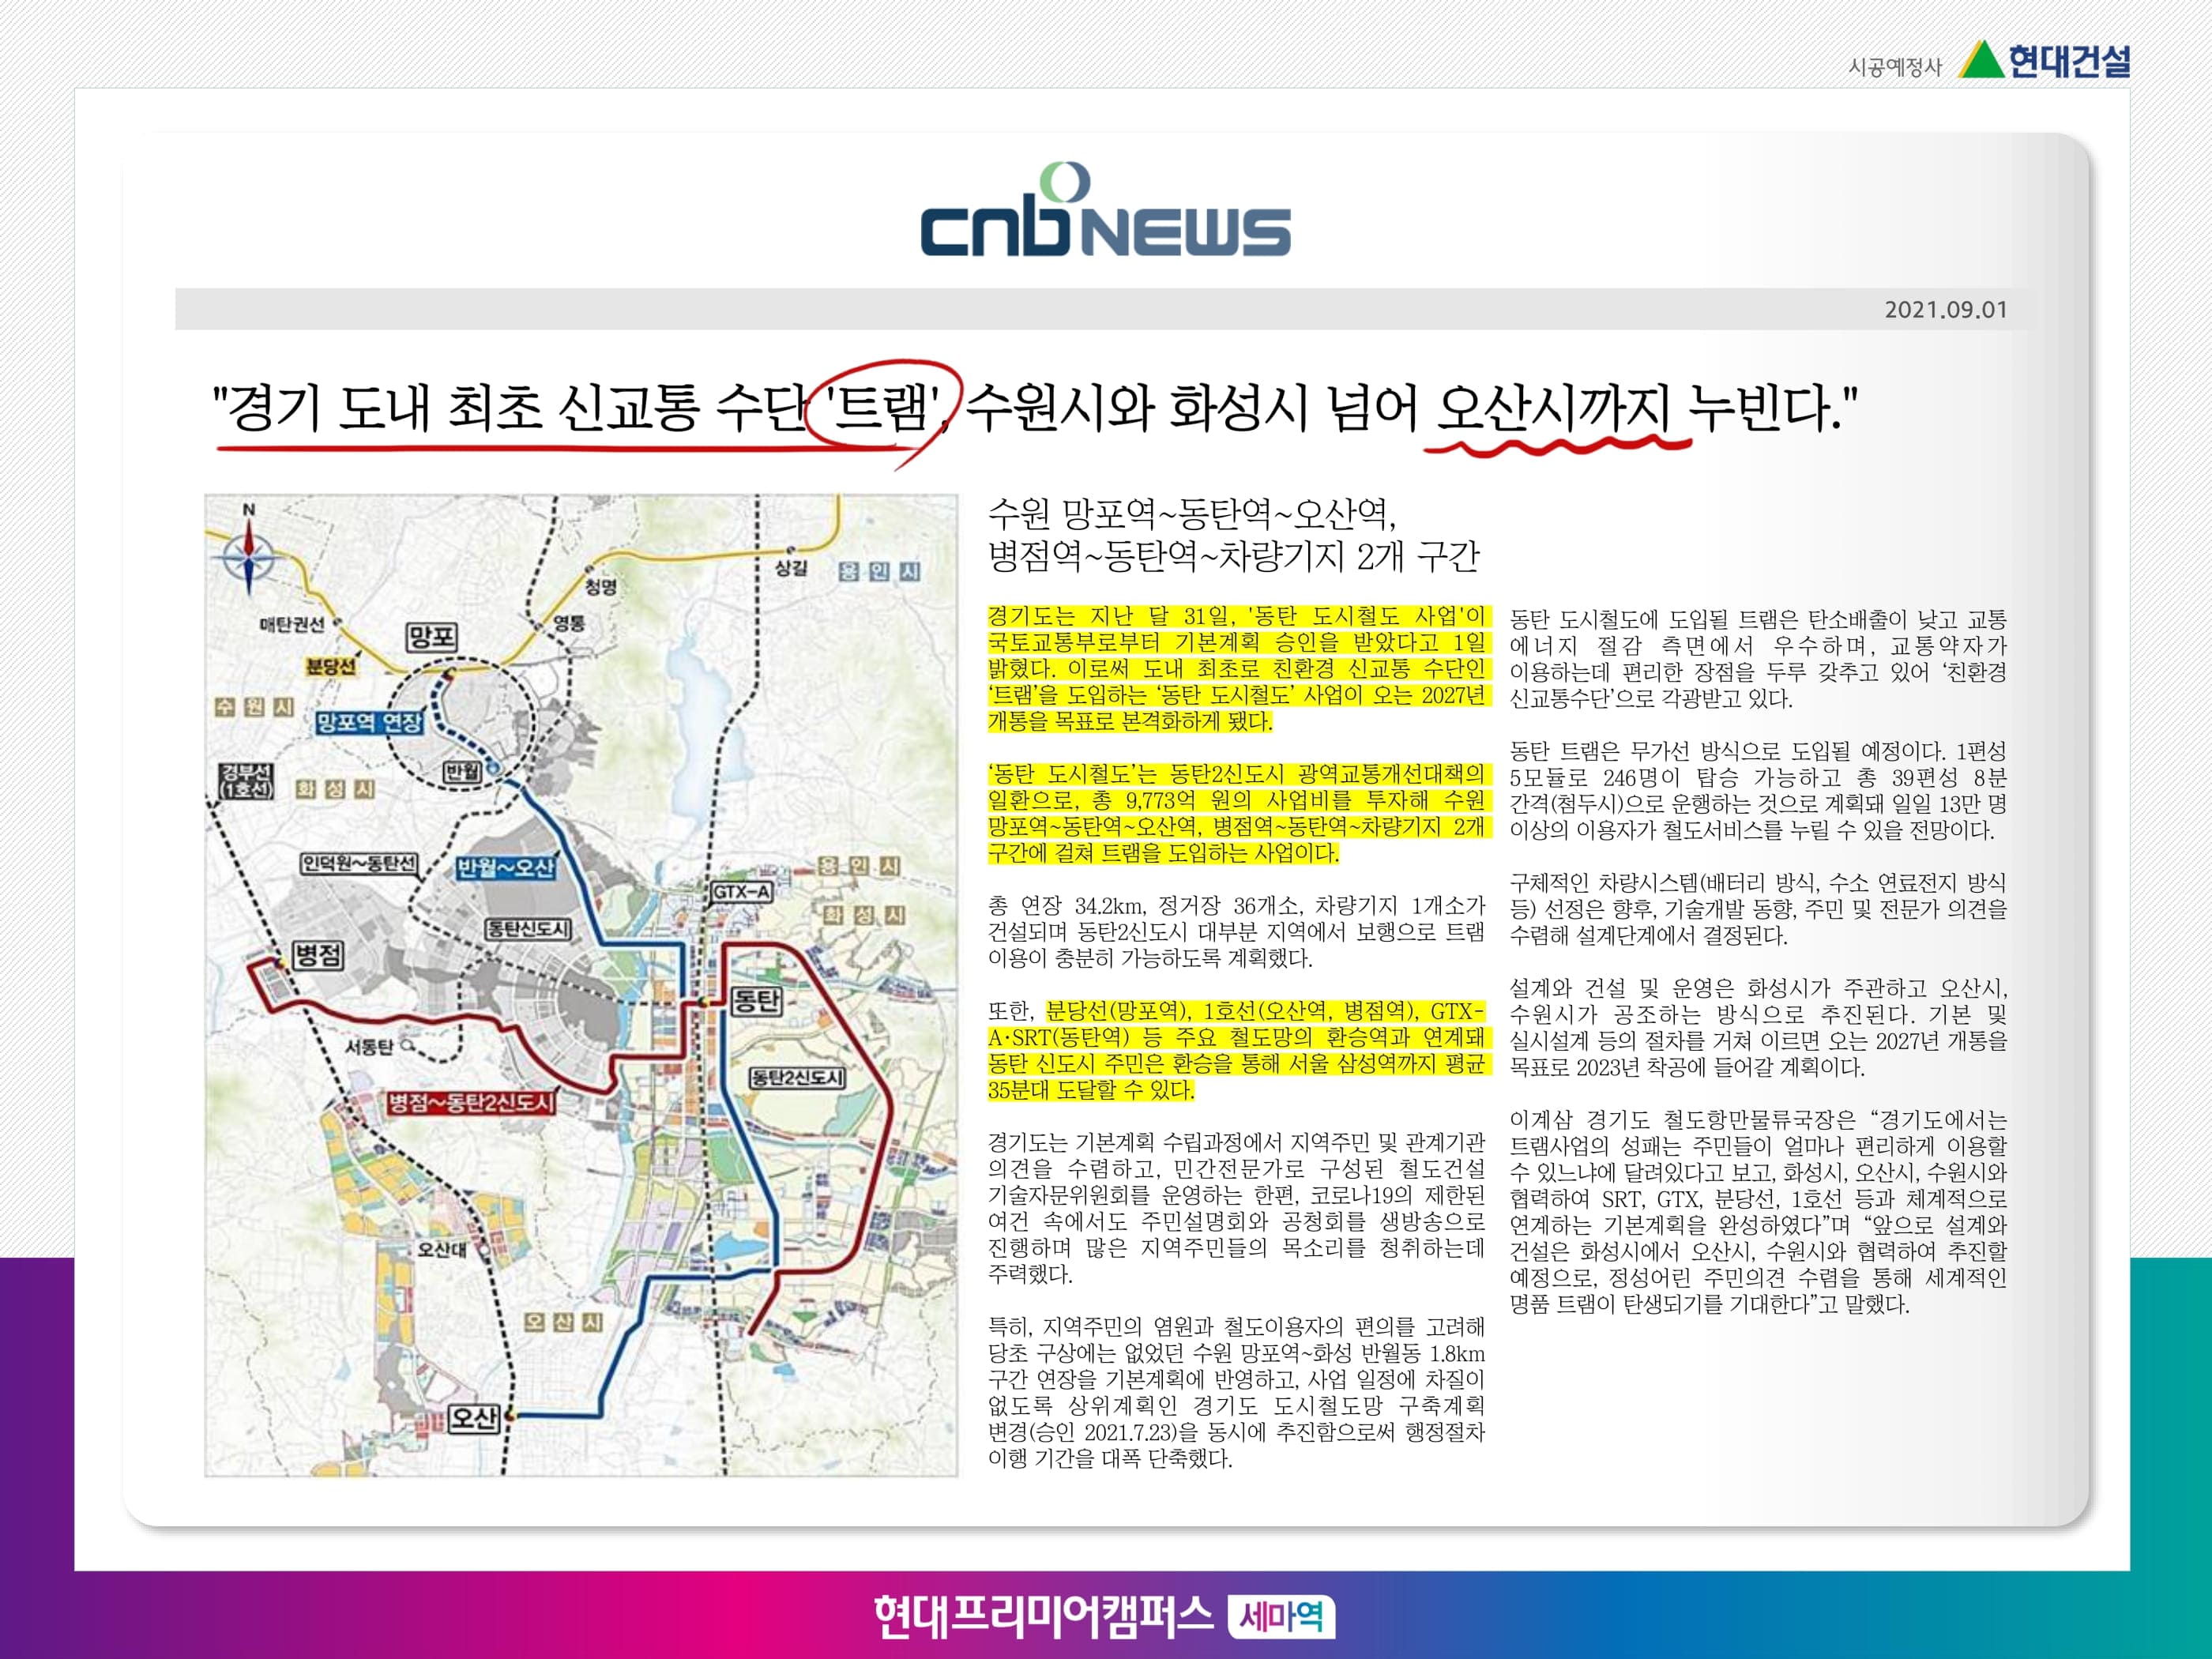 시공예정사 현대건설
cnbNEWS
2021.09.01
"경기 도내 최초 신교통 수단 '트램', 수원시와 화성시 넘어 오산시까지 누빈다."
N
상길
용인시
청명
매탄권선
영통
망포
분당선
수원시
망포역 연장
반월
경부선
(1호선)
화성시
인덕원~동탄선
반월~오산
용인시
GTX-A
화성시
동탄신도시
병점
동탄
서동탄
동탄2신도시
병점~동탄2신도시
오산대
오산시
오산
수원 망포역~동탄역~오산역,
병점역~동탄역~차량기지 2개 구간
경기도는 지난 달 31일, '동탄 도시철도 사업'이
국토교통부로부터 기본계획 승인을 받았다고 1일
밝혔다. 이로써 도내 최초로 친환경 신교통 수단인
‘트램’을 도입하는 ‘동탄 도시철도’ 사업이 오는 2027년
개통을 목표로 본격화하게 됐다.
‘동탄 도시철도’는 동탄2신도시 광역교통개선대책의
일환으로, 총 9,773억 원의 사업비를 투자해 수원
망포역~동탄역~오산역, 병점역~동탄역~차량기지 2개
구간에 걸쳐 트램을 도입하는 사업이다.
총 연장 34.2km, 정거장 36개소, 차량기지 1개소가
건설되며 동탄2신도시 대부분 지역에서 보행으로 트램
이용이 충분히 가능하도록 계획했다.
또한, 분당선(망포역), 1호선(오산역, 병점역), GTX-
A·SRT(동탄역) 등 주요 철도망의 환승역과 연계돼
동탄 신도시 주민은 환승을 통해 서울 삼성역까지 평균
35분대 도달할 수 있다.
경기도는 기본계획 수립과정에서 지역주민 및 관계기관
의견을 수렴하고, 민간전문가로 구성된 철도건설
기술자문위원회를 운영하는 한편, 코로나19의 제한된
여건 속에서도 주민설명회와 공청회를 생방송으로
진행하며 많은 지역주민들의 목소리를 청취하는데
주력했다.
특히, 지역주민의 염원과 철도이용자의 편의를 고려해
당초 구상에는 없었던 수원 망포역~화성 반월동 1.8km
구간 연장을 기본계획에 반영하고, 사업 일정에 차질이
없도록 상위계획인 경기도 도시철도망 구축계획
변경(승인 2021.7.23)을 동시에 추진함으로써 행정절차
이행 기간을 대폭 단축했다.
동탄 도시철도에 도입될 트램은 탄소배출이 낮고 교통
에너지 절감 측면에서 우수하며, 교통약자가
이용하는데 편리한 장점을 두루 갖추고 있어 ‘친환경
신교통수단’으로 각광받고 있다.
동탄 트램은 무가선 방식으로 도입될 예정이다. 1편성
5모듈로 246명이 탑승 가능하고 총 39편성 8분
간격(첨두시)으로 운행하는 것으로 계획돼 일일 13만 명
이상의 이용자가 철도서비스를 누릴 수 있을 전망이다.
구체적인 차량시스템(배터리 방식, 수소 연료전지 방식
등) 선정은 향후, 기술개발 동향, 주민 및 전문가 의견을
수렴해 설계단계에서 결정된다.
설계와 건설 및 운영은 화성시가 주관하고 오산시,
수원시가 공조하는 방식으로 추진된다. 기본 및
실시설계 등의 절차를 거쳐 이르면 오는 2027년 개통을
목표로 2023년 착공에 들어갈 계획이다.
이계삼 경기도 철도항만물류국장은 “경기도에서는
트램사업의 성패는 주민들이 얼마나 편리하게 이용할
수 있느냐에 달려있다고 보고, 화성시, 오산시, 수원시와
협력하여 SRT, GTX, 분당선, 1호선 등과 체계적으로
연계하는 기본계획을 완성하였다”며 “앞으로 설계와
건설은 화성시에서 오산시, 수원시와 협력하여 추진할
예정으로, 정성어린 주민의견 수렴을 통해 세계적인
명품 트램이 탄생되기를 기대한다”고 말했다.
현대프리미어캠퍼스 세마역